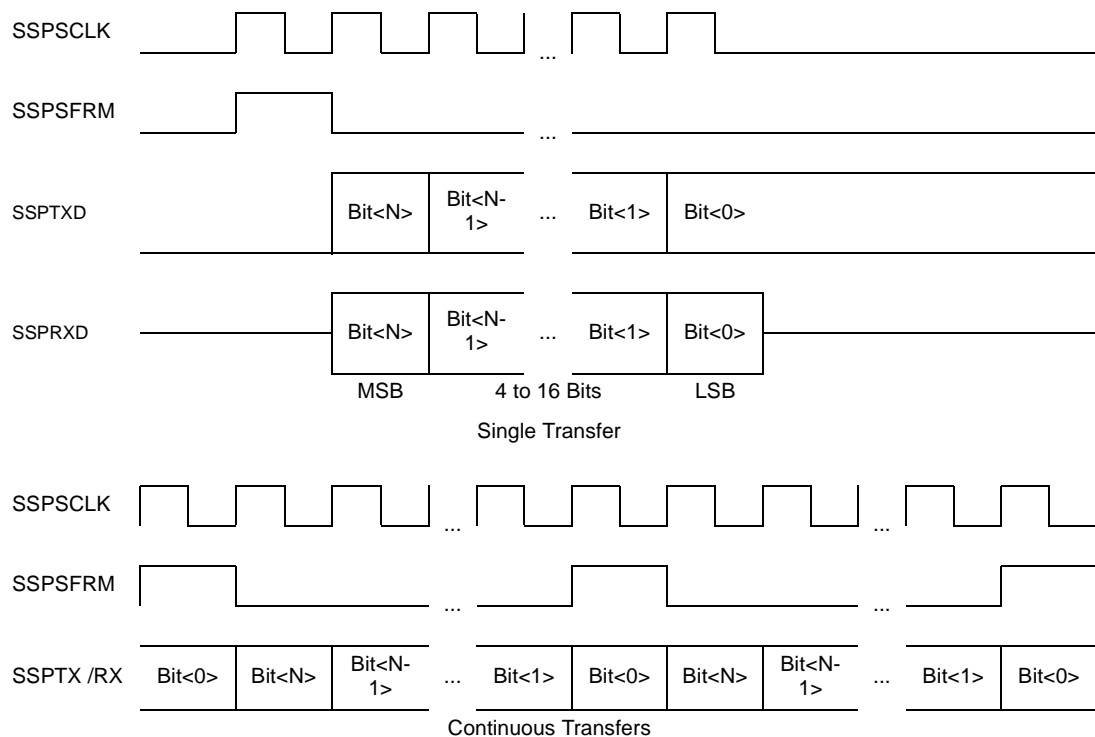 SSPSCLK
...
SSPSFRM
...
SSPTXD Bit<N> Bit<N-1> ... Bit<1> Bit<0>
SSPRXD Bit<N> Bit<N-1> ... Bit<1> Bit<0>
MSB 4 to 16 Bits LSB
Single Transfer
SSPSCLK
... ...
SSPSFRM
... ...
SSPTX /RX Bit<0> Bit<N> Bit<N-1> ... Bit<1> Bit<0> Bit<N> Bit<N-1> ... Bit<1> Bit<0>
Continuous Transfers